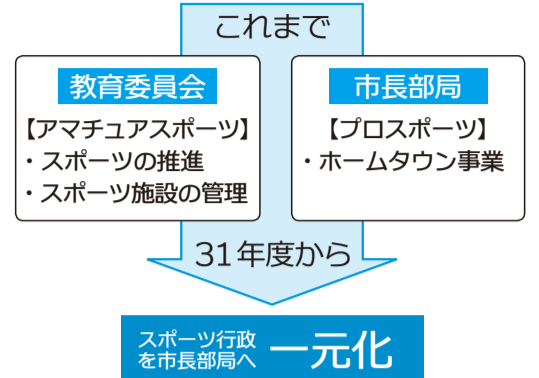 これまで
教育委員会
【アマチュアスポーツ】
・スポーツの推進
・スポーツ施設の管理
市長部局
【プロスポーツ】
・ホームタウン事業
31年度から
スポーツ行政
を市長部局へ
一元化